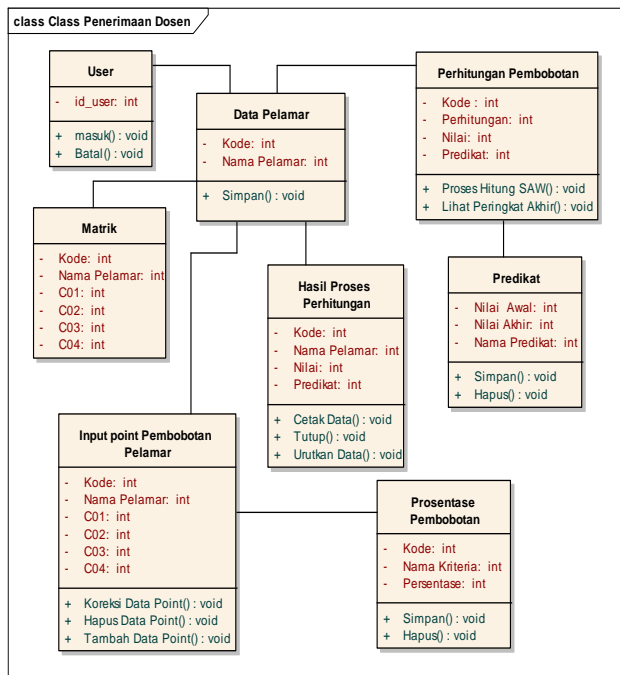 class Class Penerimaan Dosen
User
- id_user: int
+ masuk() : void
+ Batal() : void
Data Pelamar
- Kode: int
- Nama Pelamar: int
+ Simpan() : void
Perhitungan Pembobotan
- Kode : int
- Perhitungan: int
- Nilai: int
- Predikat: int
+ Proses Hitung SAW() : void
+ Lihat Peringkat Akhir() : void
Matrik
- Kode: int
- Nama Pelamar: int
- C01: int
- C02: int
- C03: int
- C04: int
Hasil Proses
Perhitungan
- Kode: int
- Nama Pelamar: int
- Nilai: int
- Predikat: int
+ Cetak Data() : void
+ Tutup() : void
+ Urutkan Data() : void
Predikat
- Nilai Awal: int
- Nilai Akhir: int
- Nama Predikat: int
+ Simpan() : void
+ Hapus() : void
Input point Pembobotan
Pelamar
- Kode: int
- Nama Pelamar: int
- C01: int
- C02: int
- C03: int
- C04: int
+ Koreksi Data Point() : void
+ Hapus Data Point() : void
+ Tambah Data Point() : void
Prosentase
Pembobotan
- Kode: int
- Nama Kriteria: int
- Persentase: int
+ Simpan() : void
+ Hapus() : void